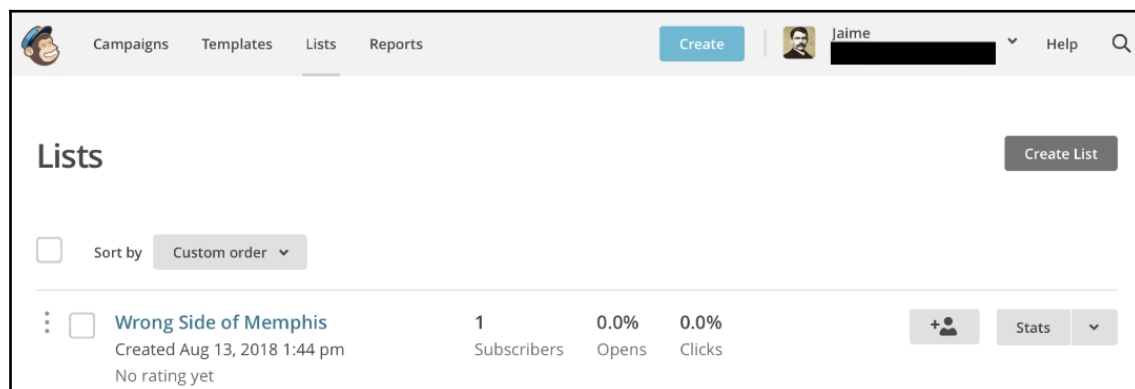 Campaigns Templates Lists Reports Create Jaime Help
Lists Create List
Sort by Custom order
Wrong Side of Memphis 1 0.0% 0.0% Stats
Created Aug 13, 2018 1:44 pm Subscribers Opens Clicks
No rating yet